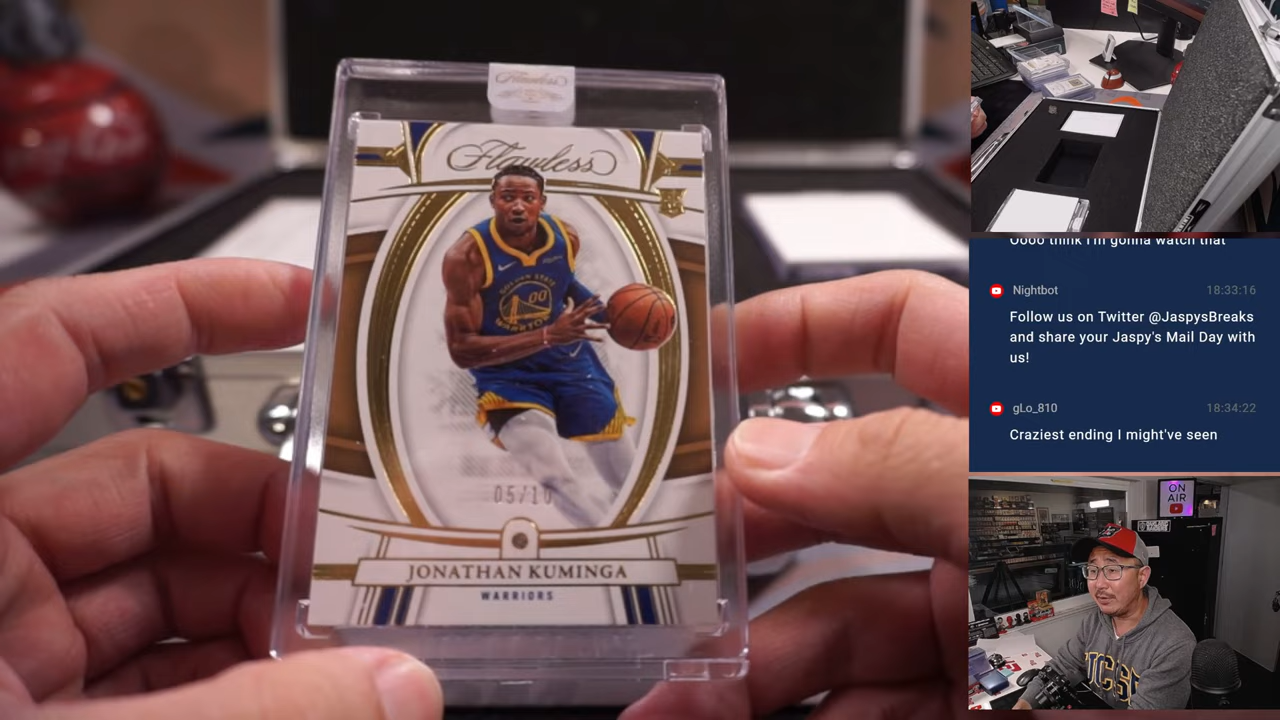 Flawless
Flawless
RC
GOLDEN STATE
00
WARRIORS
05/10
JONATHAN KUMINGA
WARRIORS
Oooo think I'm gonna watch that
Nightbot 18:33:16
Follow us on Twitter @JaspysBreaks
and share your Jaspy's Mail Day with
us!
gLo_810 18:34:22
Craziest ending I might've seen
ON
AIR
UCSD